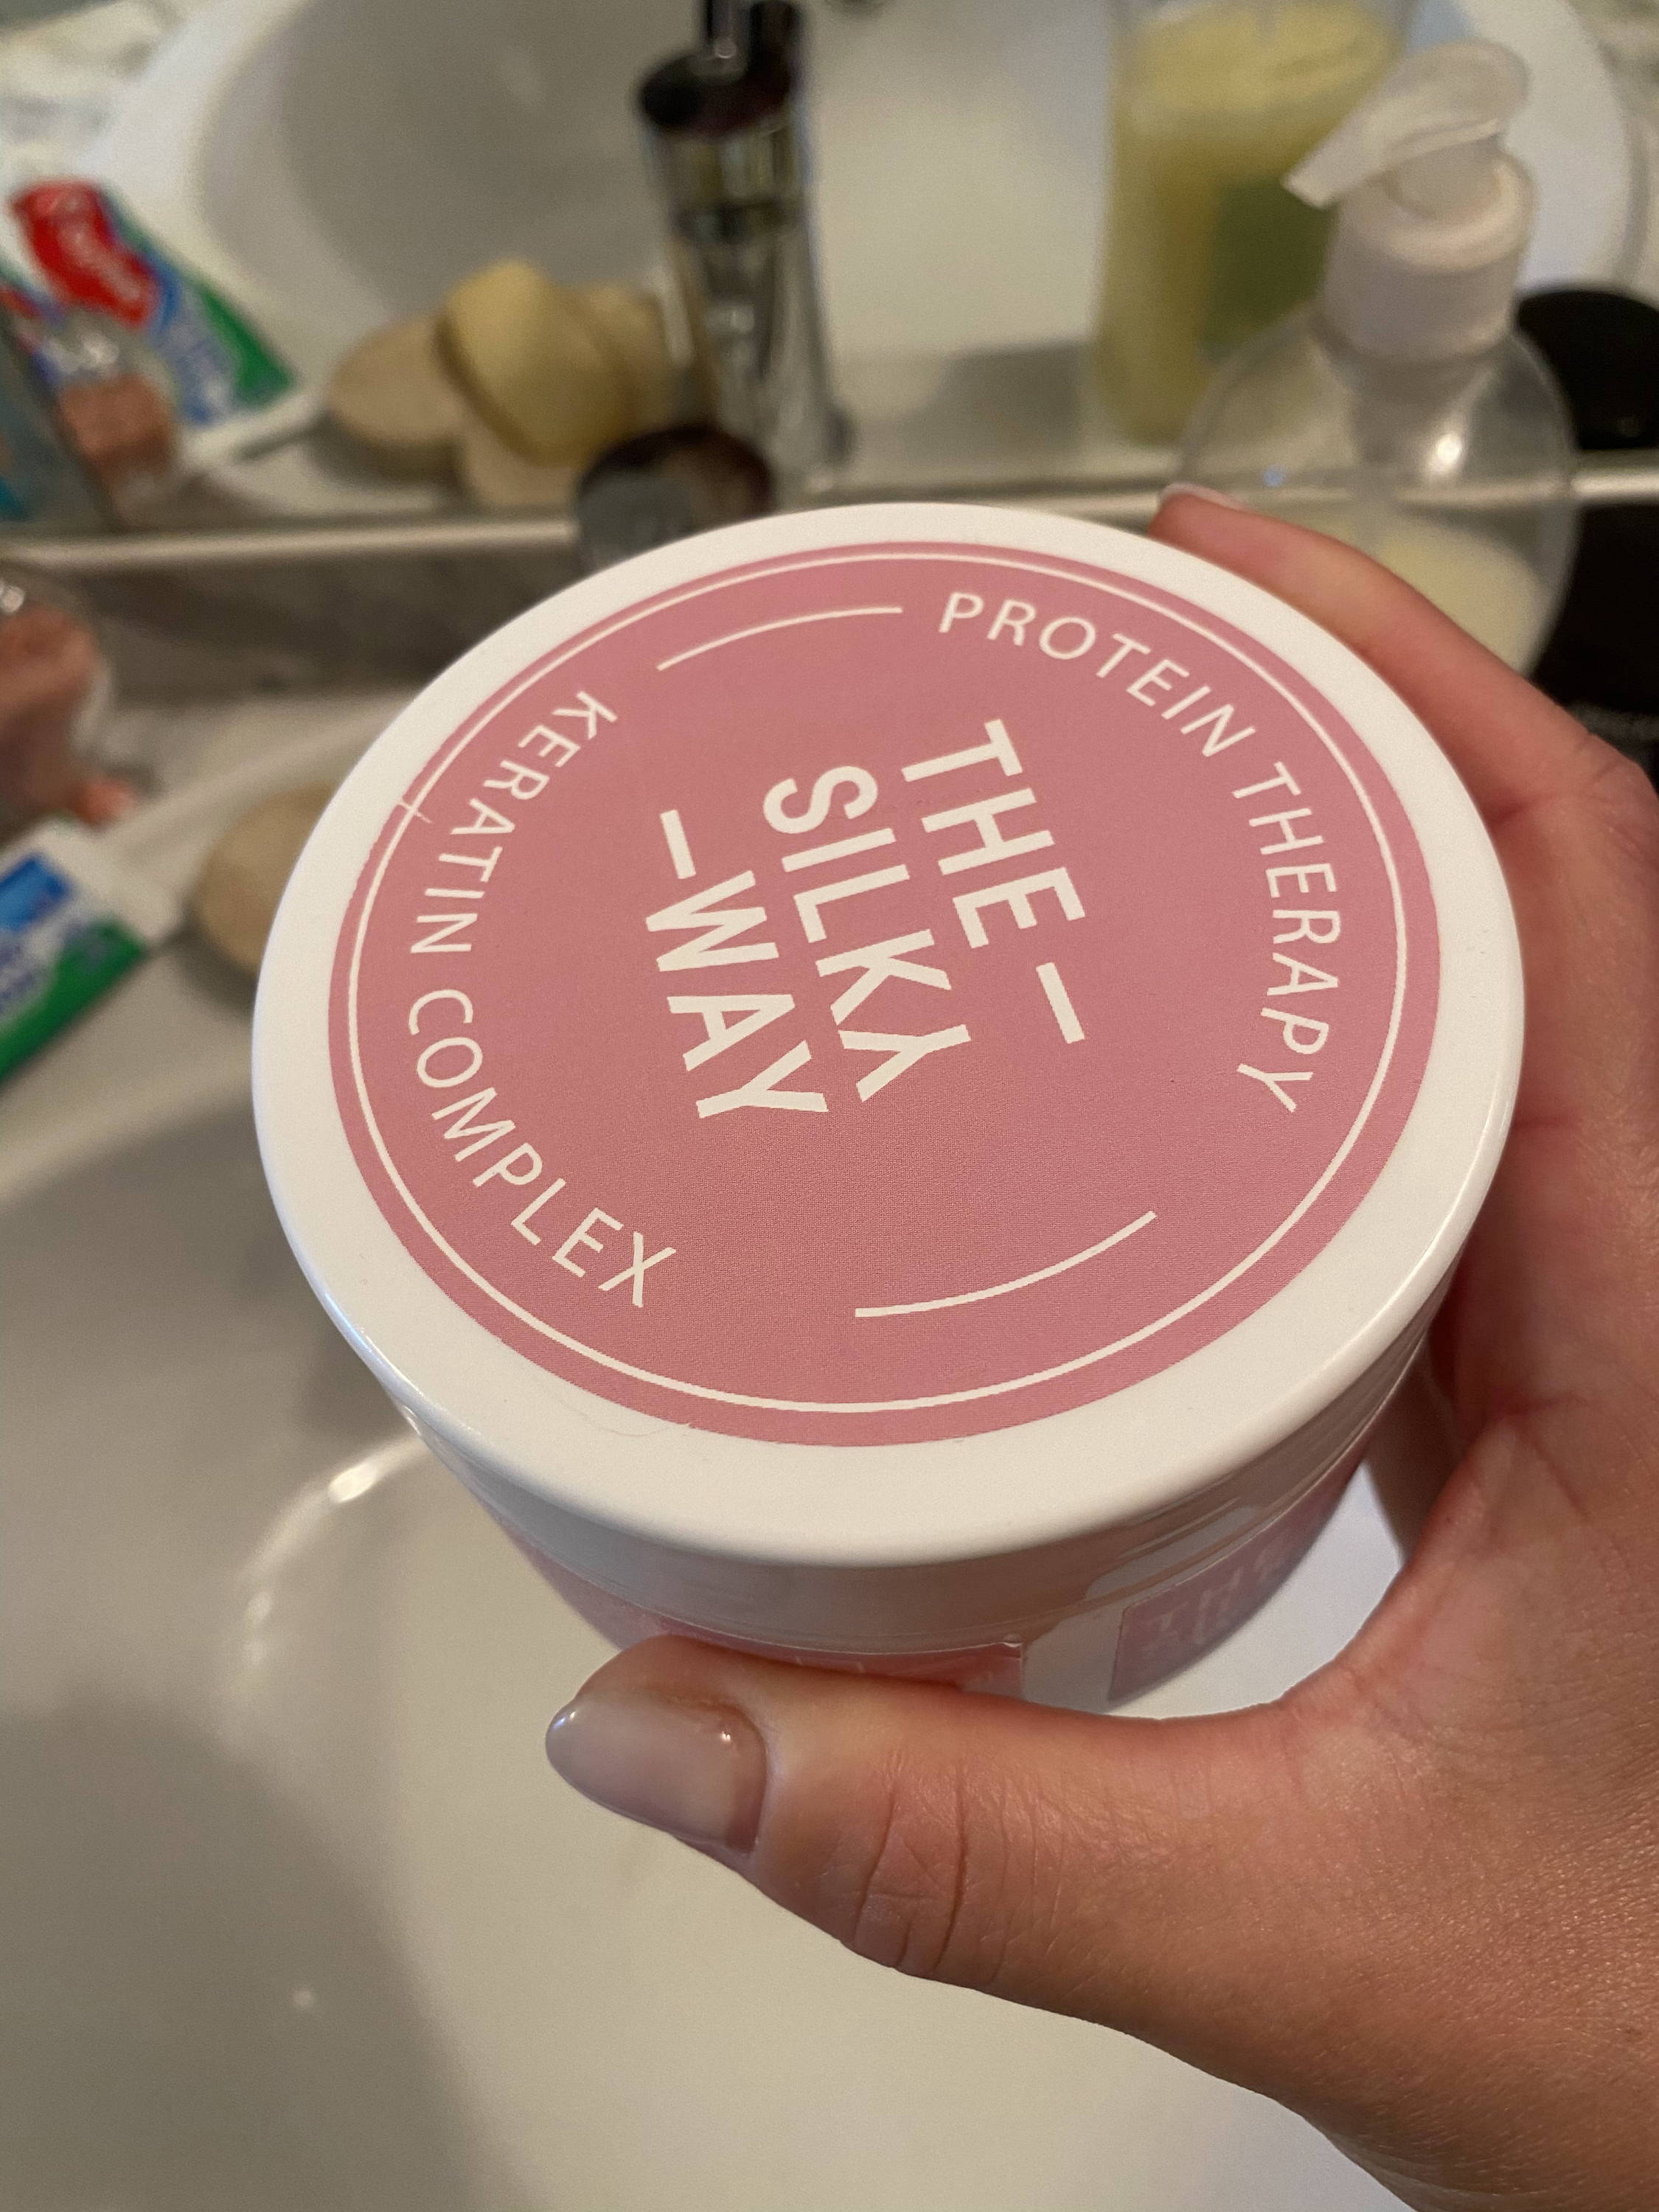 PROTEIN THERAPY
THE –
SILKY
– WAY
KERATIN COMPLEX